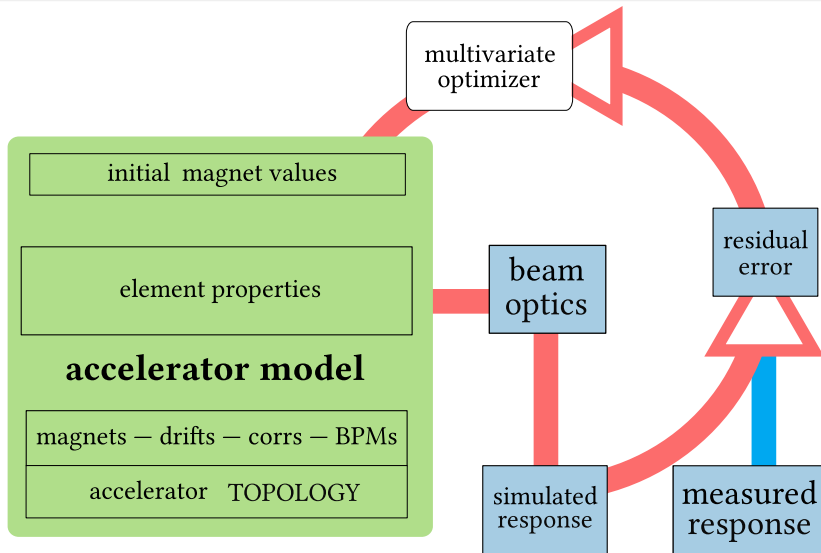 multivariate
optimizer
initial magnet values
residual
error
element properties
beam
optics
accelerator model
magnets — drifts — corrs — BPMs
accelerator TOPOLOGY
simulated
response
measured
response